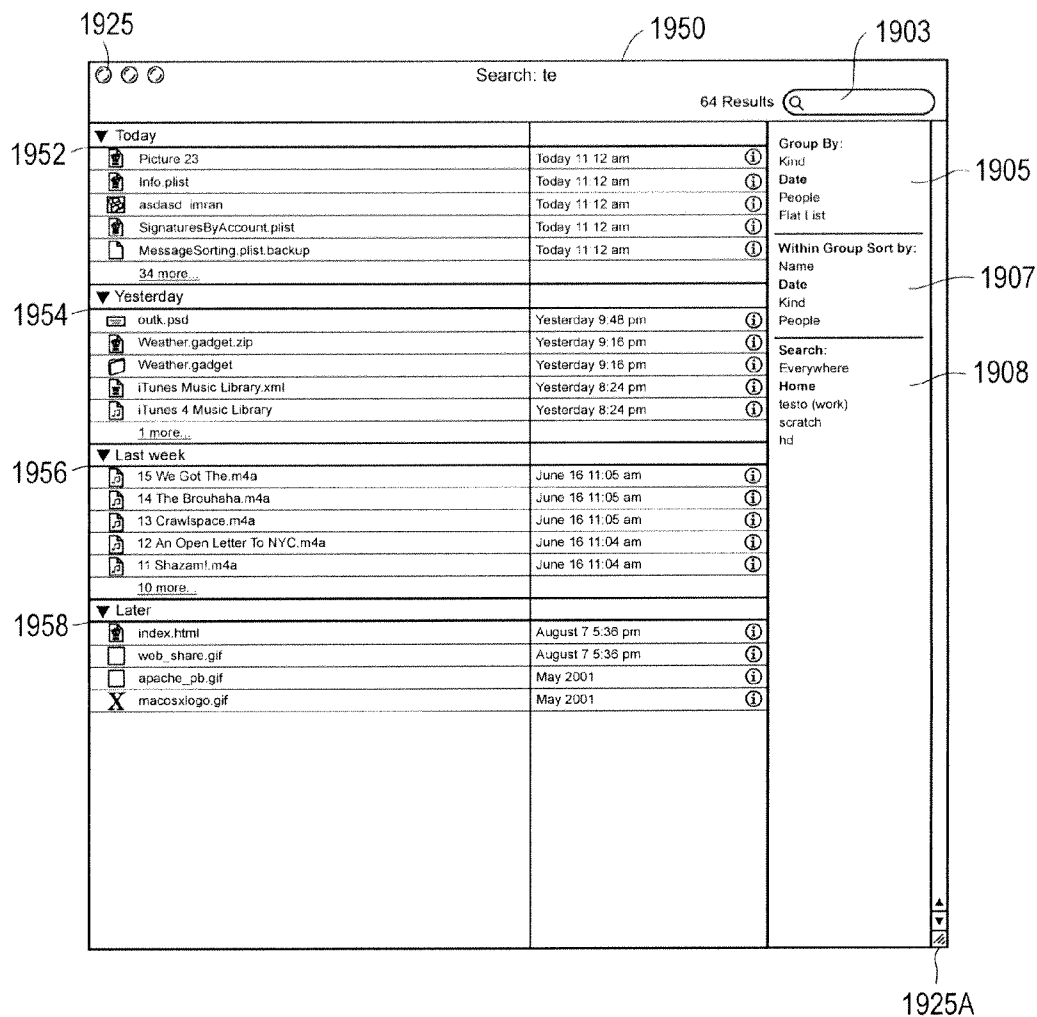 1925
1950
1903
Search: te
64 Results
Today
1952
Picture 23 Today 11 12 am
Info.plist Today 11:12 am
asdasd imran Today 11 12 am
SignaturesByAccount.plist Today 11 12 am
MessageSorting.plist.backup Today 11 12 am
34 more...
Yesterday
1954
outk.psd Yesterday 9:48 pm
Weather.gadget.zip Yesterday 9:16 pm
Weather.gadget Yesterday 9:16 pm
iTunes Music Library.xml Yesterday 8:24 pm
iTunes 4 Music Library Yesterday 8:24 pm
1 more...
Last week
1956
15 We Got The.m4a June 16 11:05 am
14 The Brouhaha.m4a June 16 11:05 am
13 Crawlspace.m4a June 16 11:05 am
12 An Open Letter To NYC.m4a June 16 11:04 am
11 Shazam!.m4a June 16 11:04 am
10 more...
Later
1958
index.html August 7 5:36 pm
web_share.gif August 7 5:36 pm
apache_pb.gif May 2001
X macosxlogo.gif May 2001
Group By:
Kind
Date
People
Flat List
1905
Within Group Sort by:
Name
Date
Kind
People
1907
Search:
Everywhere
Home
testo (work)
scratch
hd
1908
1925A